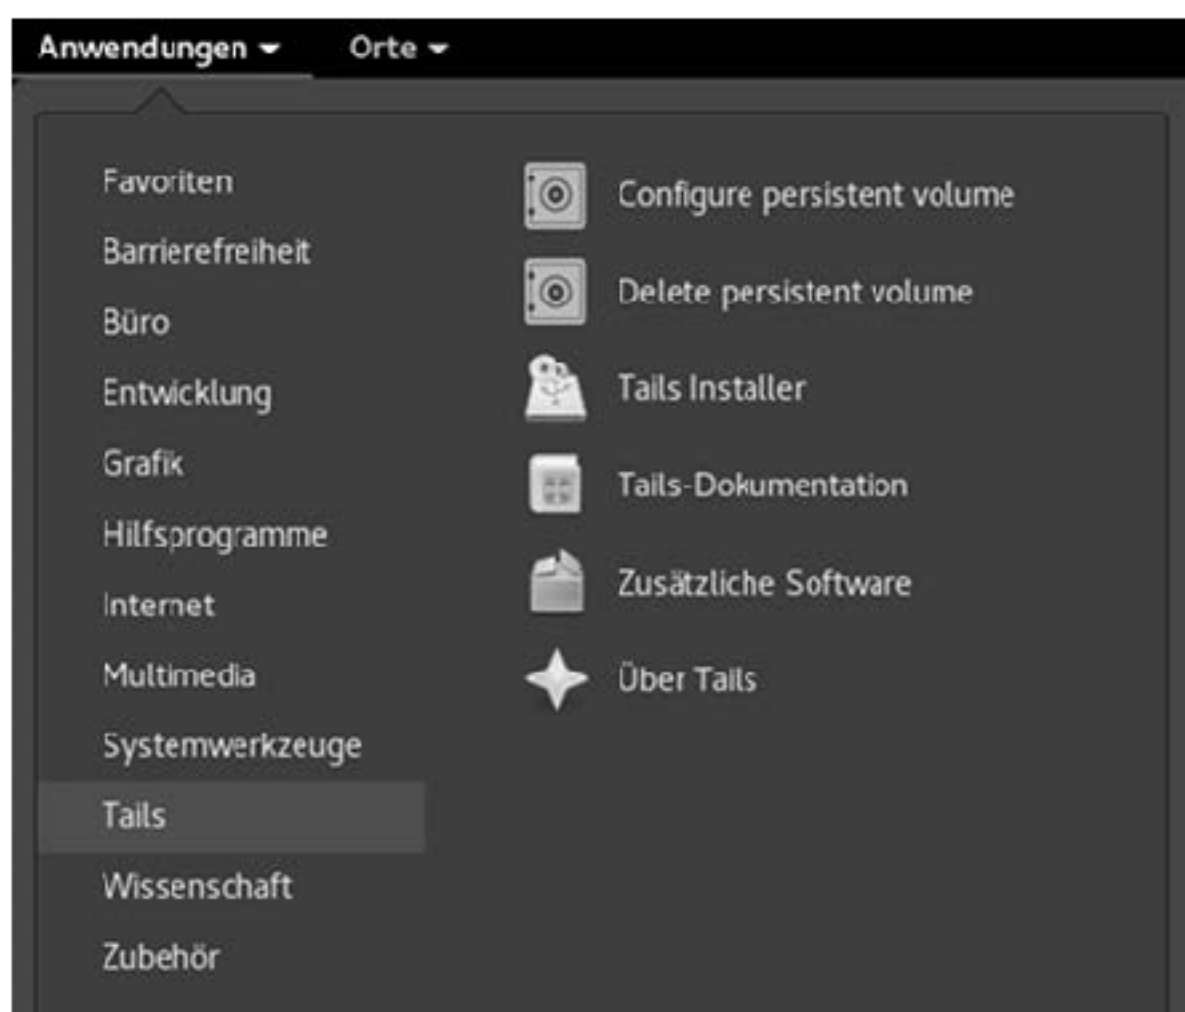 Anwendungen Orte
Favoriten
Barrierefreiheit
Büro
Entwicklung
Grafik
Hilfsprogramme
Internet
Multimedia
Systemwerkzeuge
Tails
Wissenschaft
Zubehör
Configure persistent volume
Delete persistent volume
Tails Installer
Tails-Dokumentation
Zusätzliche Software
Über Tails